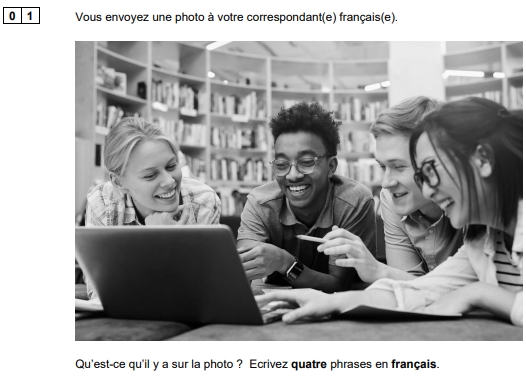 0 1 Vous envoyez une photo à votre correspondant(e) français(e).
Qu'est-ce qu'il y a sur la photo ? Ecrivez quatre phrases en français.